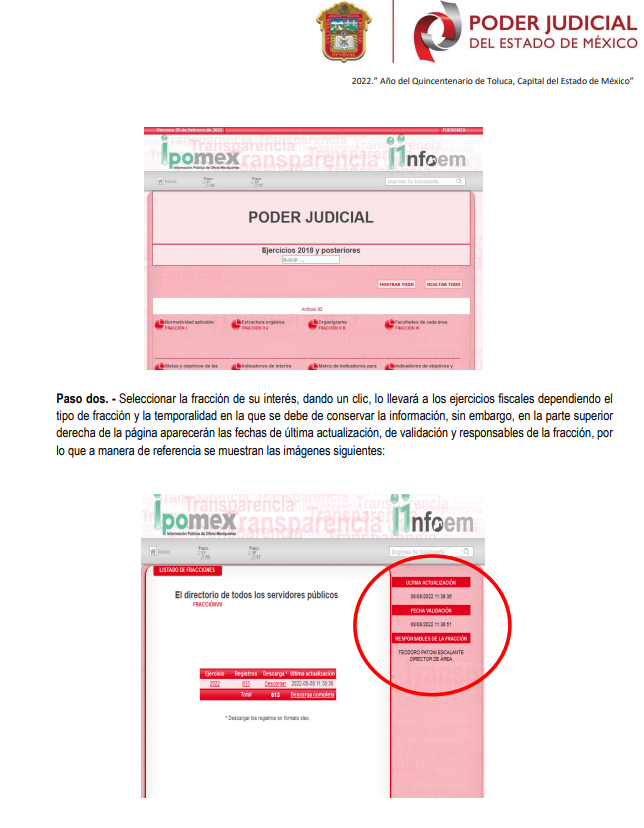 PODER JUDICIAL
DEL ESTADO DE MÉXICO
2022.” Año del Quincentenario de Toluca, Capital del Estado de México”
Viernes 25 de febrero de 2022
PJEDOMEX
Transparencia
ipomex
Información Pública de Oficio Mexiquense
infoem
Inicio
Frac.
Frac.
Ingresa tu búsqueda
PODER JUDICIAL
Ejercicios 2018 y posteriores
Buscar ...
MOSTRAR TODO OCULTAR TODO
Artículo 92
Normatividad aplicable Estructura orgánica Organigrama Facultades de cada área
FRACCIÓN I FRACCIÓN II A FRACCIÓN II B FRACCIÓN III
Metas y objetivos de las Indicadores de interés Matriz de Indicadores para Indicadores de objetivos y
Paso dos. - Seleccionar la fracción de su interés, dando un clic, lo llevará a los ejercicios fiscales dependiendo el
tipo de fracción y la temporalidad en la que se debe de conservar la información, sin embargo, en la parte superior
derecha de la página aparecerán las fechas de última actualización, de validación y responsables de la fracción, por
lo que a manera de referencia se muestran las imágenes siguientes:
Transparencia
ipomex
Información Pública de Oficio Mexiquense
infoem
Inicio
Frac.
Frac.
Ingresa tu búsqueda
LISTADO DE FRACCIONES
El directorio de todos los servidores públicos
FRACCIÓN VII
ULTIMA ACTUALIZACIÓN
08/08/2022 11:38:36
FECHA VALIDACIÓN
08/08/2022 11:38:51
RESPONSABLES DE LA FRACCIÓN
TEODORO PATONI ESCALANTE
DIRECTOR DE ÁREA
Ejercicio Registros Descarga * Ultima actualización
2022 613 Descargar 2022-08-08 11:38:36
Total 613 Descarga completa
* Descargar los registros en formato xlsx.